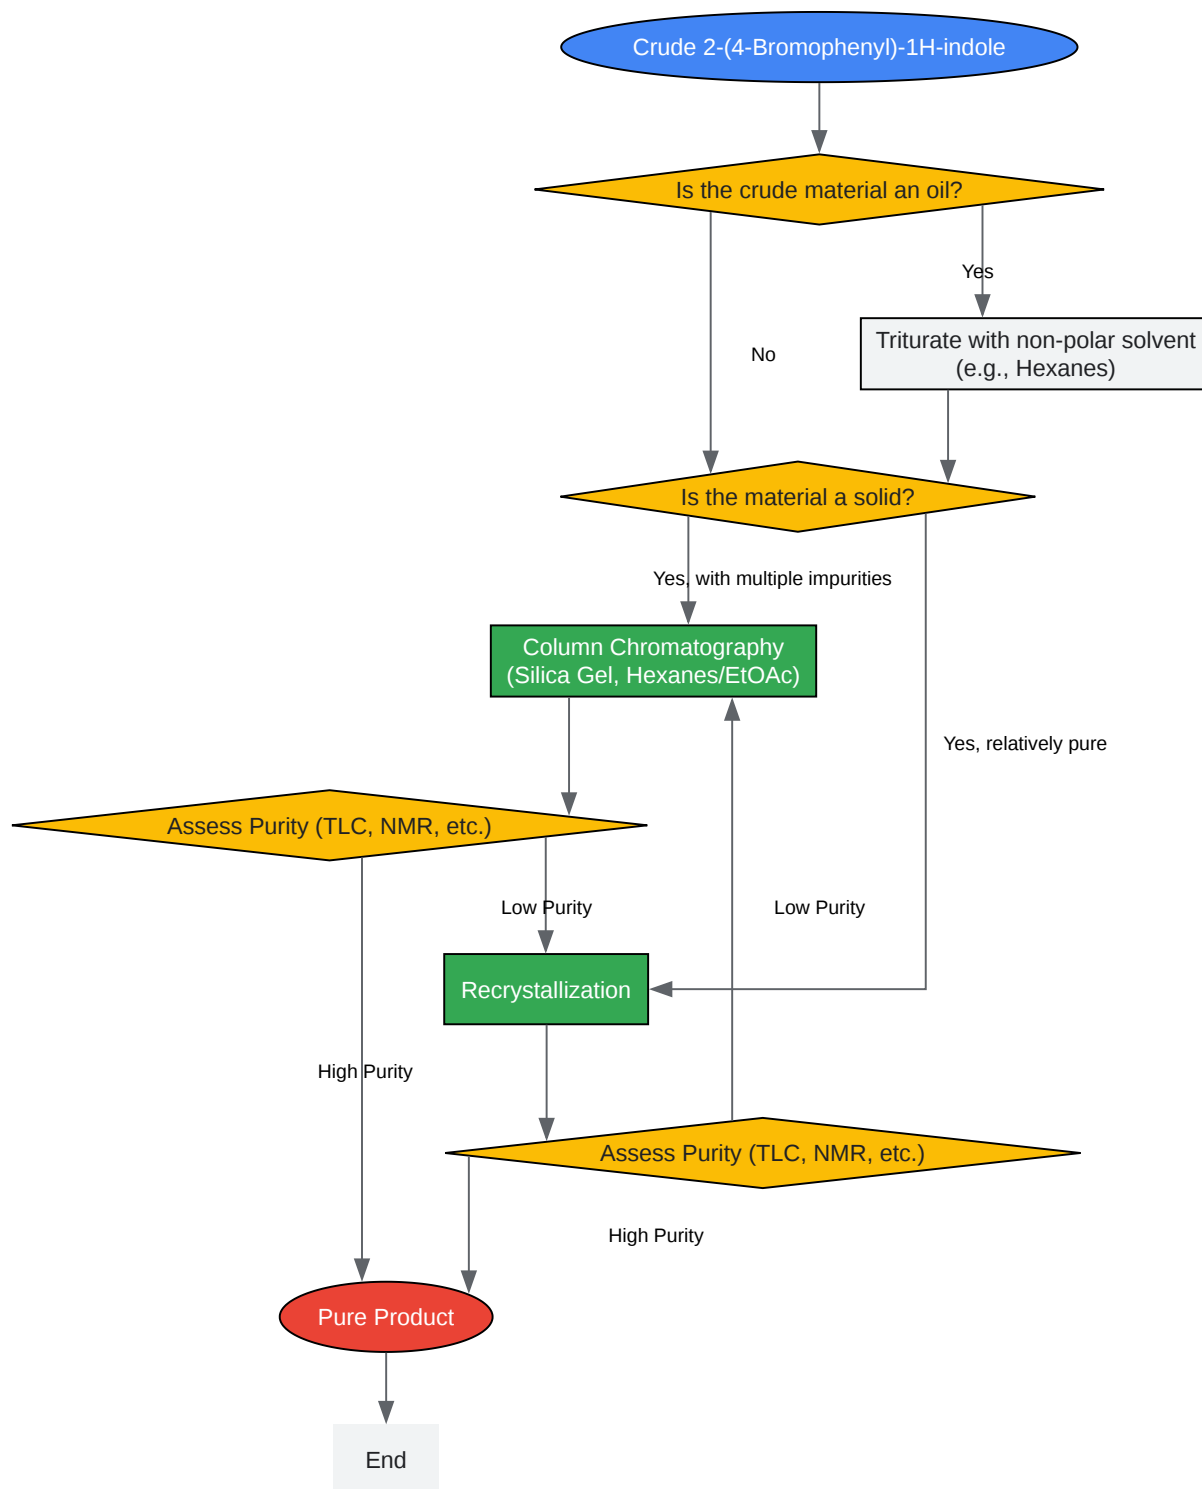 Crude 2-(4-Bromophenyl)-1H-indole
Is the crude material an oil?
Yes
Triturate with non-polar solvent
(e.g., Hexanes)
No
Is the material a solid?
Yes, with multiple impurities
Column Chromatography
(Silica Gel, Hexanes/EtOAc)
Yes, relatively pure
Assess Purity (TLC, NMR, etc.)
Low Purity
Low Purity
Recrystallization
High Purity
Assess Purity (TLC, NMR, etc.)
High Purity
Pure Product
End